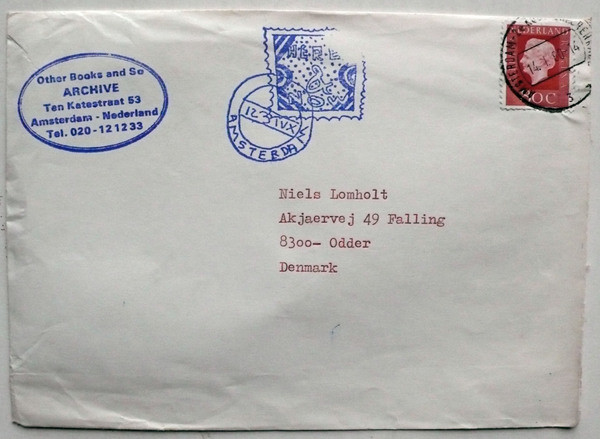 Other Books and So
ARCHIVE
Ten Katestraat 53
Amsterdam - Nederland
Tel. 020-121233
AMSTERDAM
NEDERLAND
Niels Lomholt
Akjaervej 49 Falling
8300- Odder
Denmark